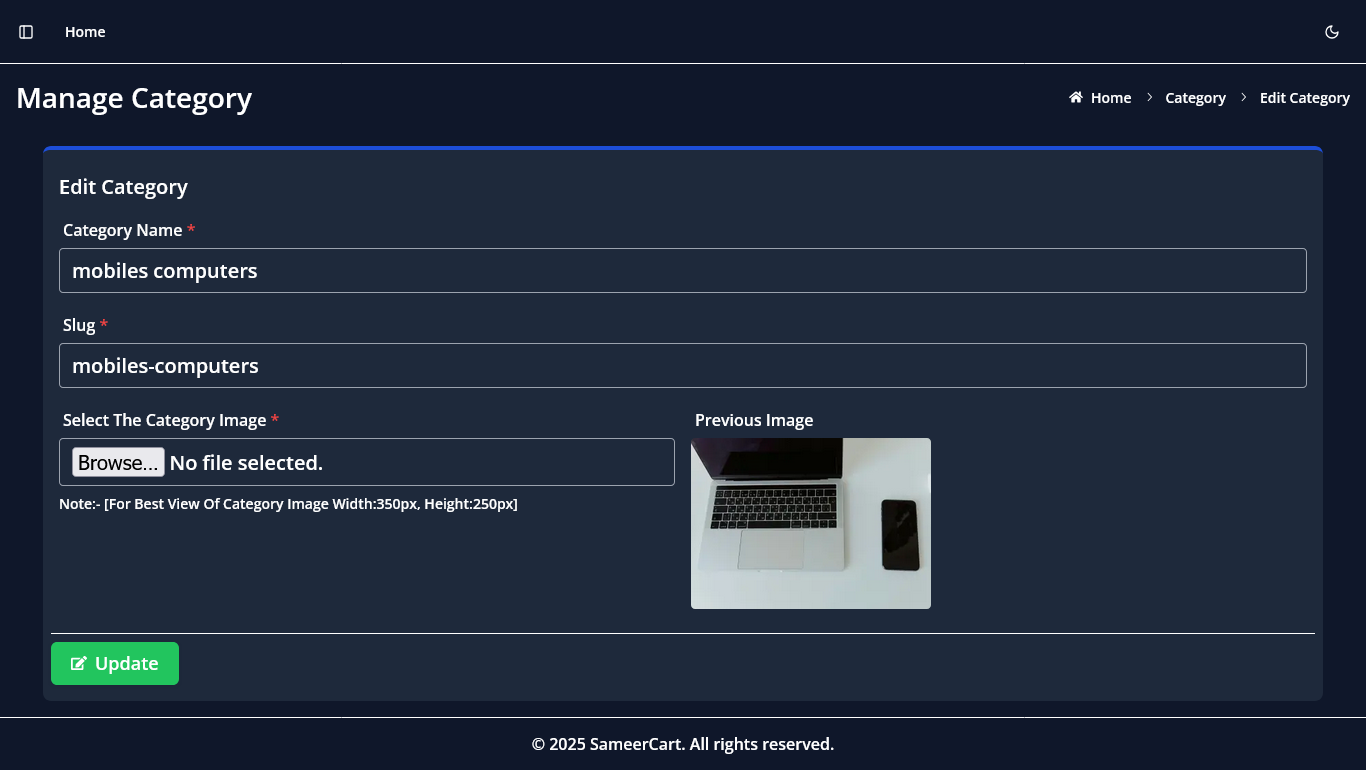 Home
Manage Category
Home > Category > Edit Category
Edit Category
Category Name *
mobiles computers
Slug *
mobiles-computers
Select The Category Image *
Previous Image
Browse... No file selected.
Note:- [For Best View Of Category Image Width:350px, Height:250px]
Update
© 2025 SameerCart. All rights reserved.